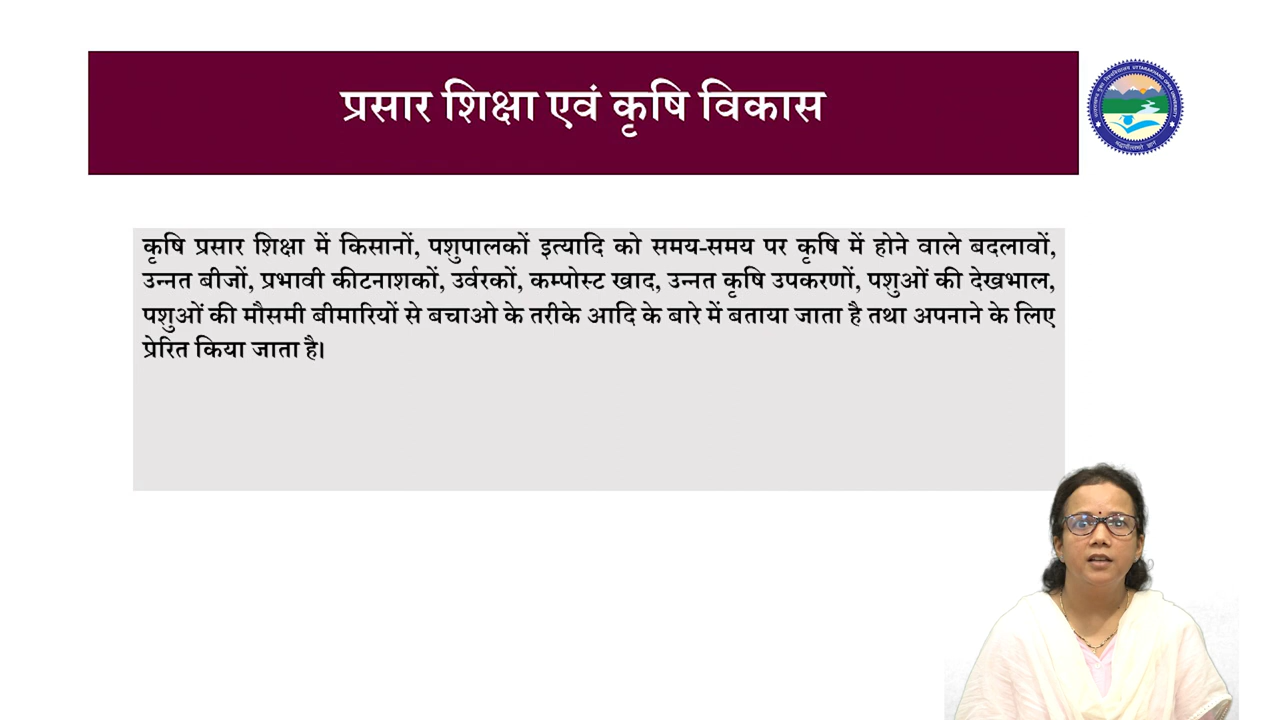 प्रसार शिक्षा एवं कृषि विकास
कृषि प्रसार शिक्षा में किसानों, पशुपालकों इत्यादि को समय-समय पर कृषि में होने वाले बदलावों,
उन्नत बीजों, प्रभावी कीटनाशकों, उर्वरकों, कम्पोस्ट खाद, उन्नत कृषि उपकरणों, पशुओं की देखभाल,
पशुओं की मौसमी बीमारियों से बचाओ के तरीके आदि के बारे में बताया जाता है तथा अपनाने के लिए
प्रेरित किया जाता है।